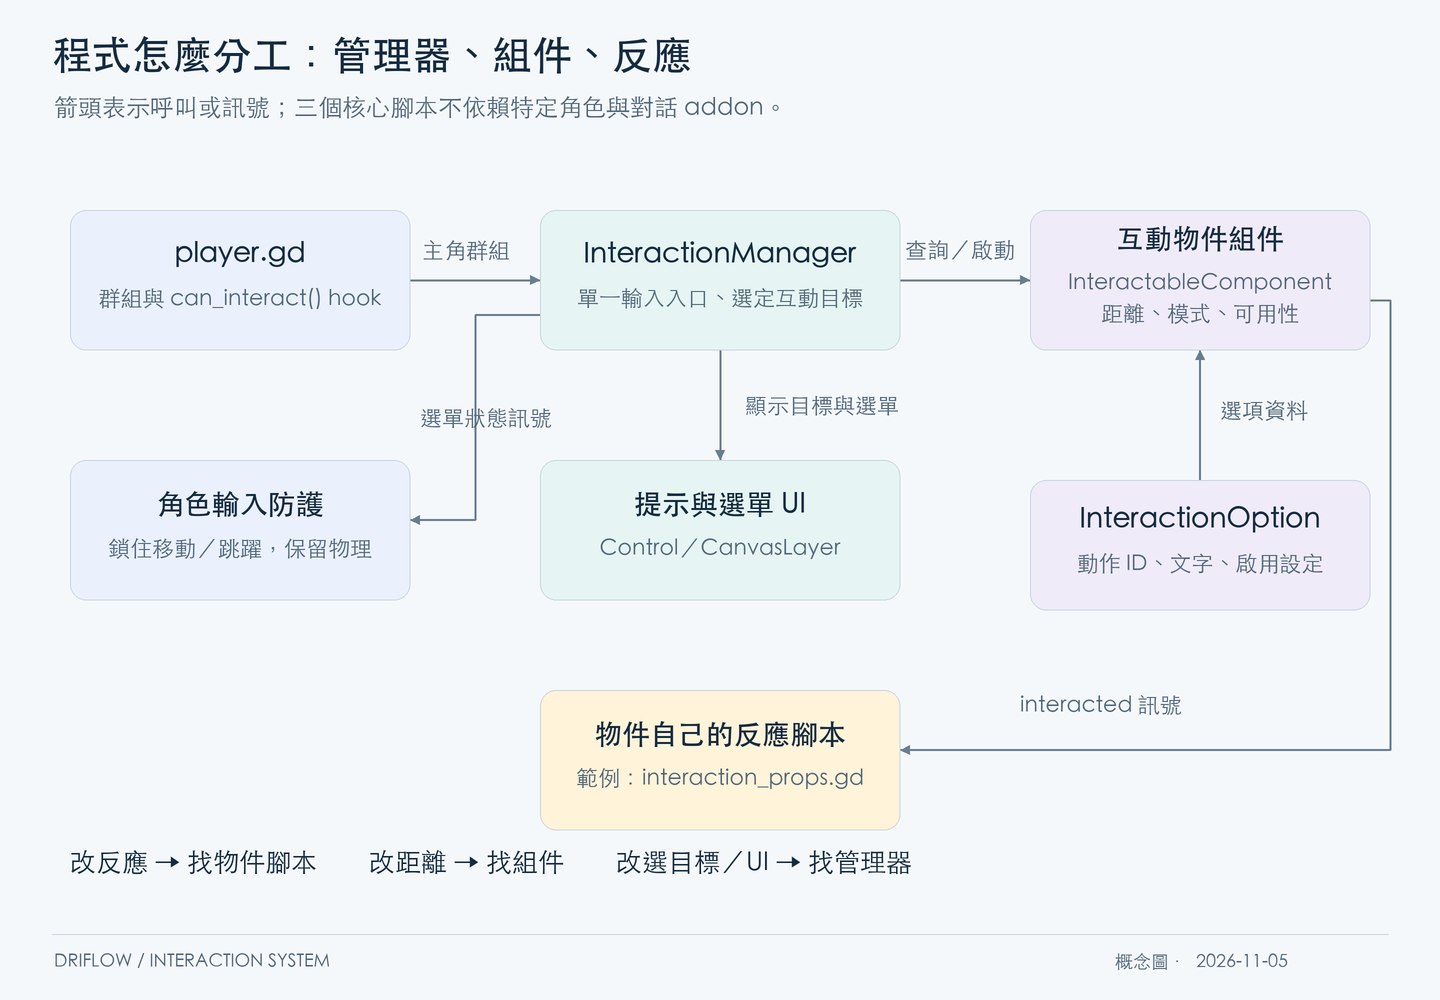 程式怎麼分工：管理器、組件、反應
箭頭表示呼叫或訊號；三個核心腳本不依賴特定角色與對話 addon。
player.gd
群組與 can_interact() hook
主角群組
InteractionManager
單一輸入入口、選定互動目標
查詢／啟動
互動物件組件
InteractableComponent
距離、模式、可用性
選單狀態訊號
顯示目標與選單
選項資料
角色輸入防護
鎖住移動／跳躍，保留物理
提示與選單 UI
Control／CanvasLayer
InteractionOption
動作 ID、文字、啟用設定
interacted 訊號
物件自己的反應腳本
範例：interaction_props.gd
改反應 → 找物件腳本
改距離 → 找組件
改選目標／UI → 找管理器
DRIFLOW / INTERACTION SYSTEM
概念圖 · 2026-11-05